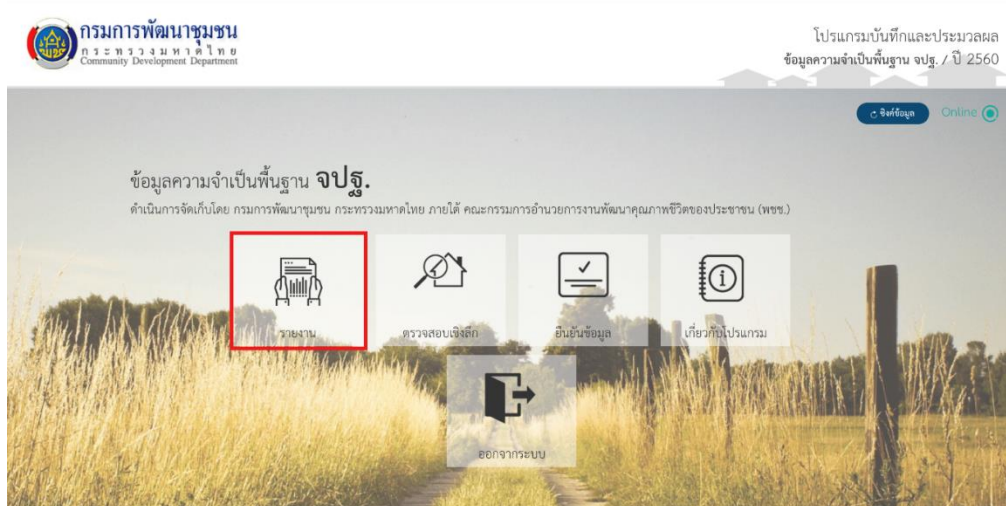 กรมการพัฒนาชุมชน
กระทรวงมหาดไทย
Community Development Department
โปรแกรมบันทึกและประมวลผล
ข้อมูลความจำเป็นพื้นฐาน จปฐ. / ปี 2560
ซิงค์ข้อมูล Online
ข้อมูลความจำเป็นพื้นฐาน จปฐ.
ดำเนินการจัดเก็บโดย กรมการพัฒนาชุมชน กระทรวงมหาดไทย ภายใต้ คณะกรรมการอำนวยการงานพัฒนาคุณภาพชีวิตของประชาชน (พชช.)
รายงาน ตรวจสอบเชิงลึก ยืนยันข้อมูล เกี่ยวกับโปรแกรม
ออกจากระบบ